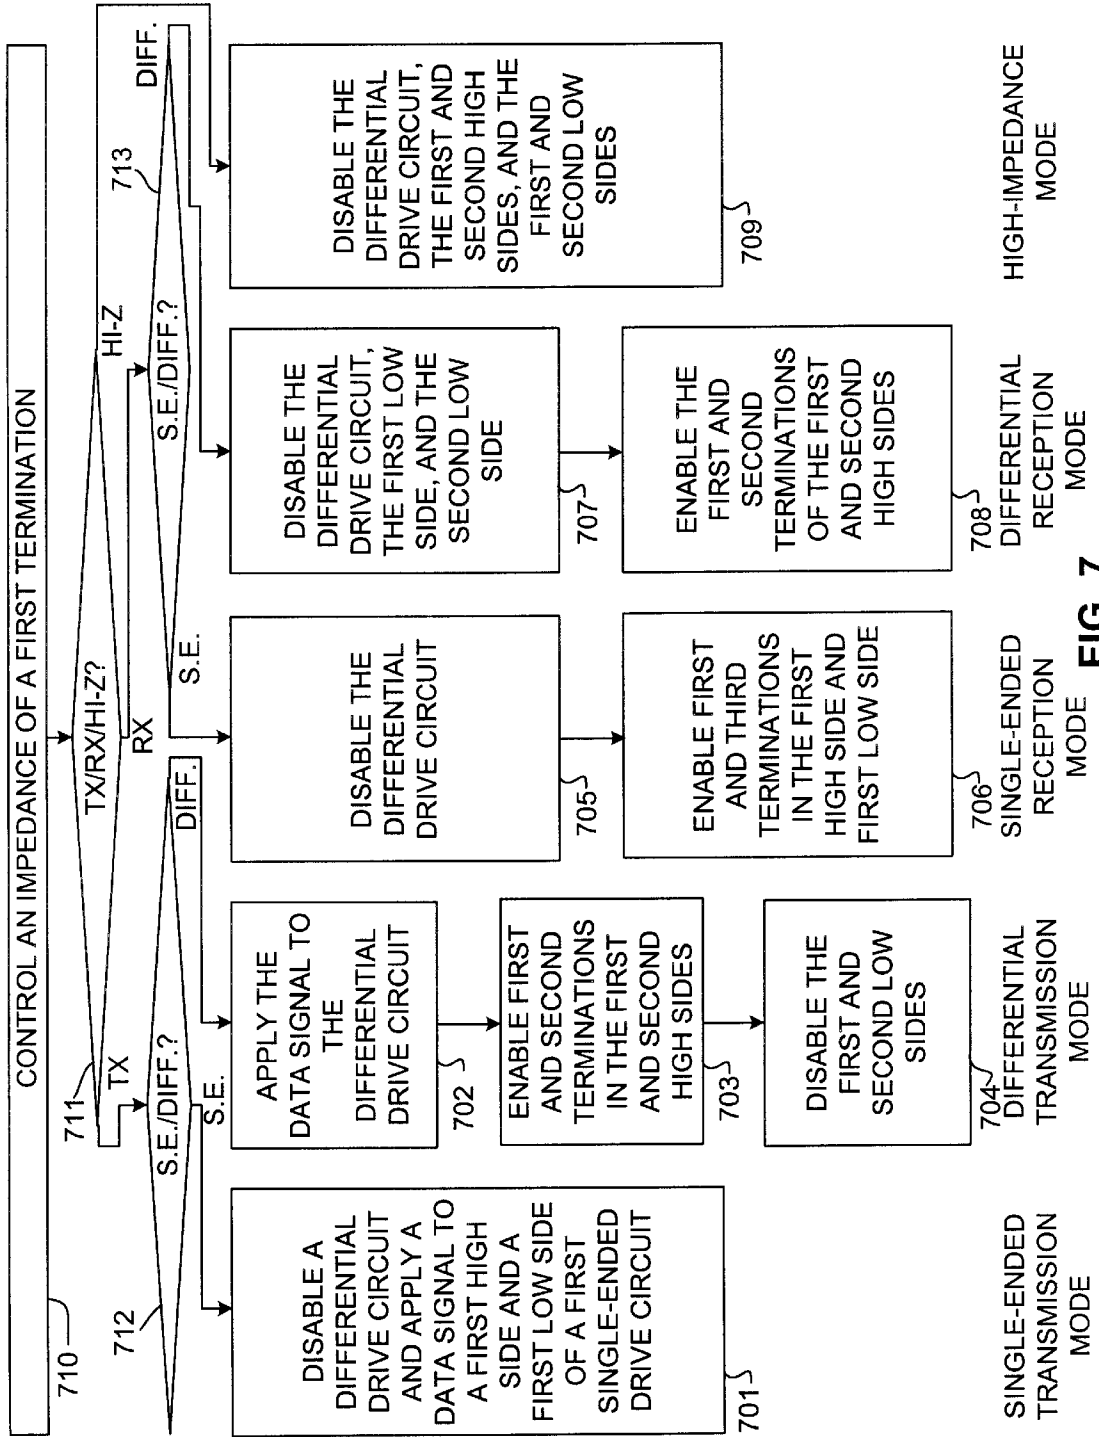 CONTROL AN IMPEDANCE OF A FIRST TERMINATION
710
711
TX/RX/HI-Z?
TX
RX
HI-Z
712
S.E./DIFF.?
S.E.
DIFF.
713
S.E./DIFF.?
S.E.
DIFF.
DISABLE A
DIFFERENTIAL
DRIVE CIRCUIT
AND APPLY A
DATA SIGNAL TO
A FIRST HIGH
SIDE AND A
FIRST LOW SIDE
OF A FIRST
SINGLE-ENDED
DRIVE CIRCUIT
701
SINGLE-ENDED
TRANSMISSION
MODE
APPLY THE
DATA SIGNAL TO
THE
DIFFERENTIAL
DRIVE CIRCUIT
702
ENABLE FIRST
AND SECOND
TERMINATIONS
IN THE FIRST
AND SECOND
HIGH SIDES
703
DISABLE THE
FIRST AND
SECOND LOW
SIDES
704
DIFFERENTIAL
TRANSMISSION
MODE
DISABLE THE
DIFFERENTIAL
DRIVE CIRCUIT
705
ENABLE FIRST
AND THIRD
TERMINATIONS
IN THE FIRST
HIGH SIDE AND
FIRST LOW SIDE
706
SINGLE-ENDED
RECEPTION
MODE
DISABLE THE
DIFFERENTIAL
DRIVE CIRCUIT,
THE FIRST LOW
SIDE, AND THE
SECOND LOW
SIDE
707
ENABLE THE
FIRST AND
SECOND
TERMINATIONS
OF THE FIRST
AND SECOND
HIGH SIDES
708
DIFFERENTIAL
RECEPTION
MODE
DISABLE THE
DIFFERENTIAL
DRIVE CIRCUIT,
THE FIRST AND
SECOND HIGH
SIDES, AND THE
FIRST AND
SECOND LOW
SIDES
709
HIGH-IMPEDANCE
MODE
FIG. 7